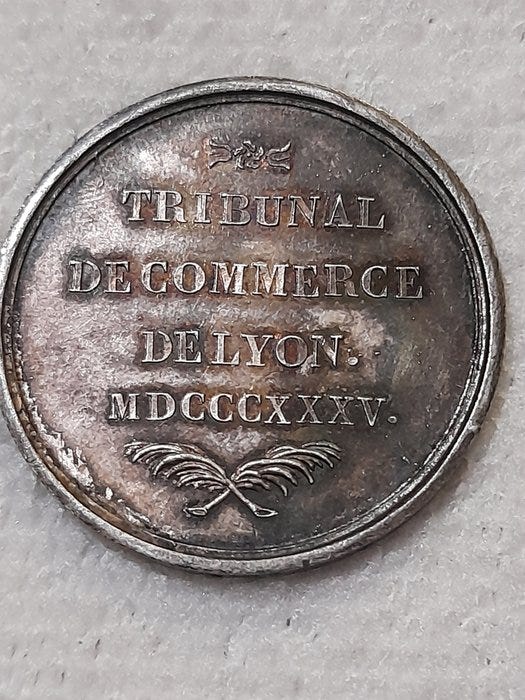 TRIBUNAL
DE COMMERCE
DE LYON.
MDCCCXXXV.